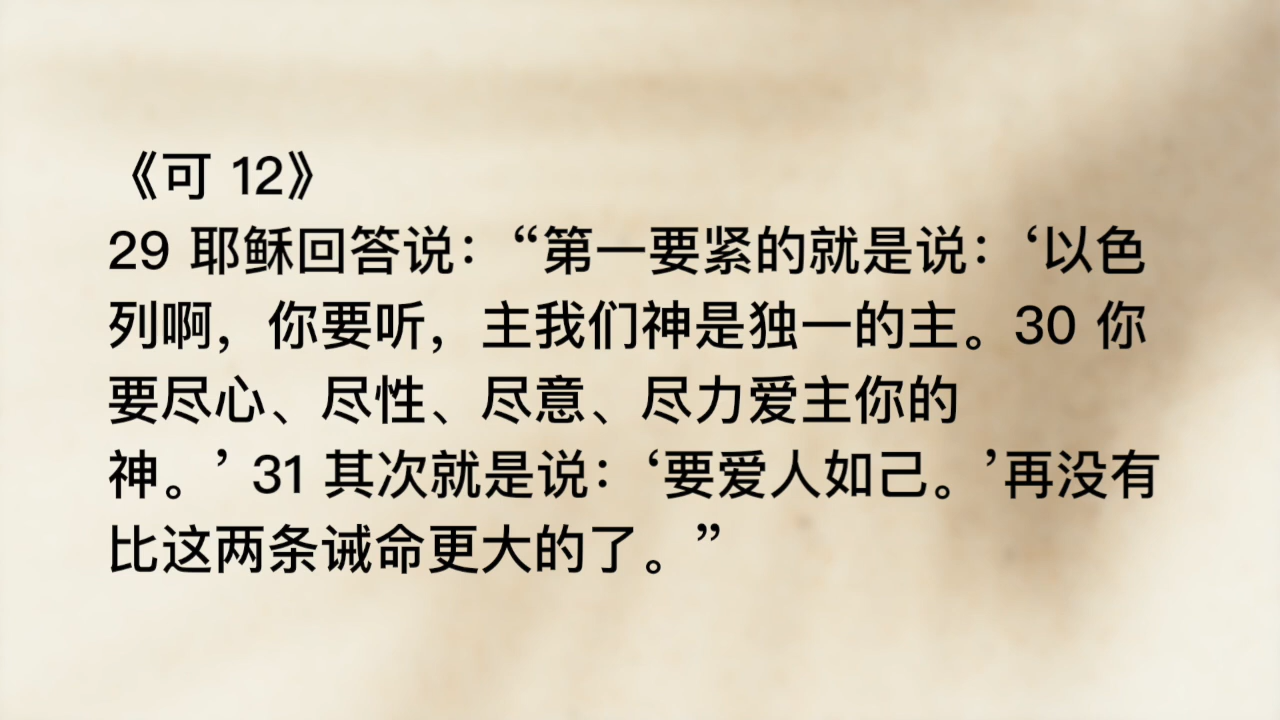 《可 12》
29 耶稣回答说：“第一要紧的就是说：‘以色
列啊，你要听，主我们神是独一的主。30 你
要尽心、尽性、尽意、尽力爱主你的
神。’ 31 其次就是说：‘要爱人如己。’再没有
比这两条诫命更大的了。”